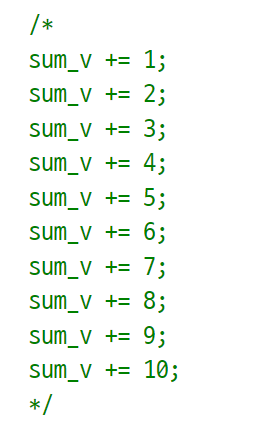 /*
sum_v += 1;
sum_v += 2;
sum_v += 3;
sum_v += 4;
sum_v += 5;
sum_v += 6;
sum_v += 7;
sum_v += 8;
sum_v += 9;
sum_v += 10;
*/